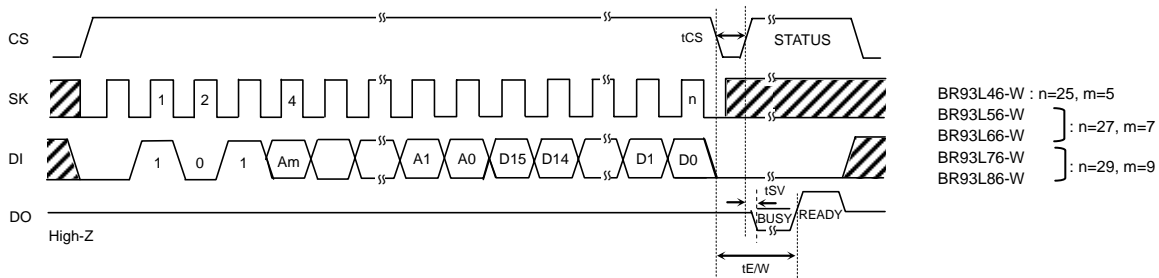 CS
tCS
STATUS
SK
1 2 4 n
BR93L46-W : n=25, m=5
BR93L56-W
BR93L66-W
: n=27, m=7
BR93L76-W
BR93L86-W
: n=29, m=9
DI
1 0 1 Am A1 A0 D15 D14 D1 D0
tSV
DO
BUSY READY
High-Z
tE/W